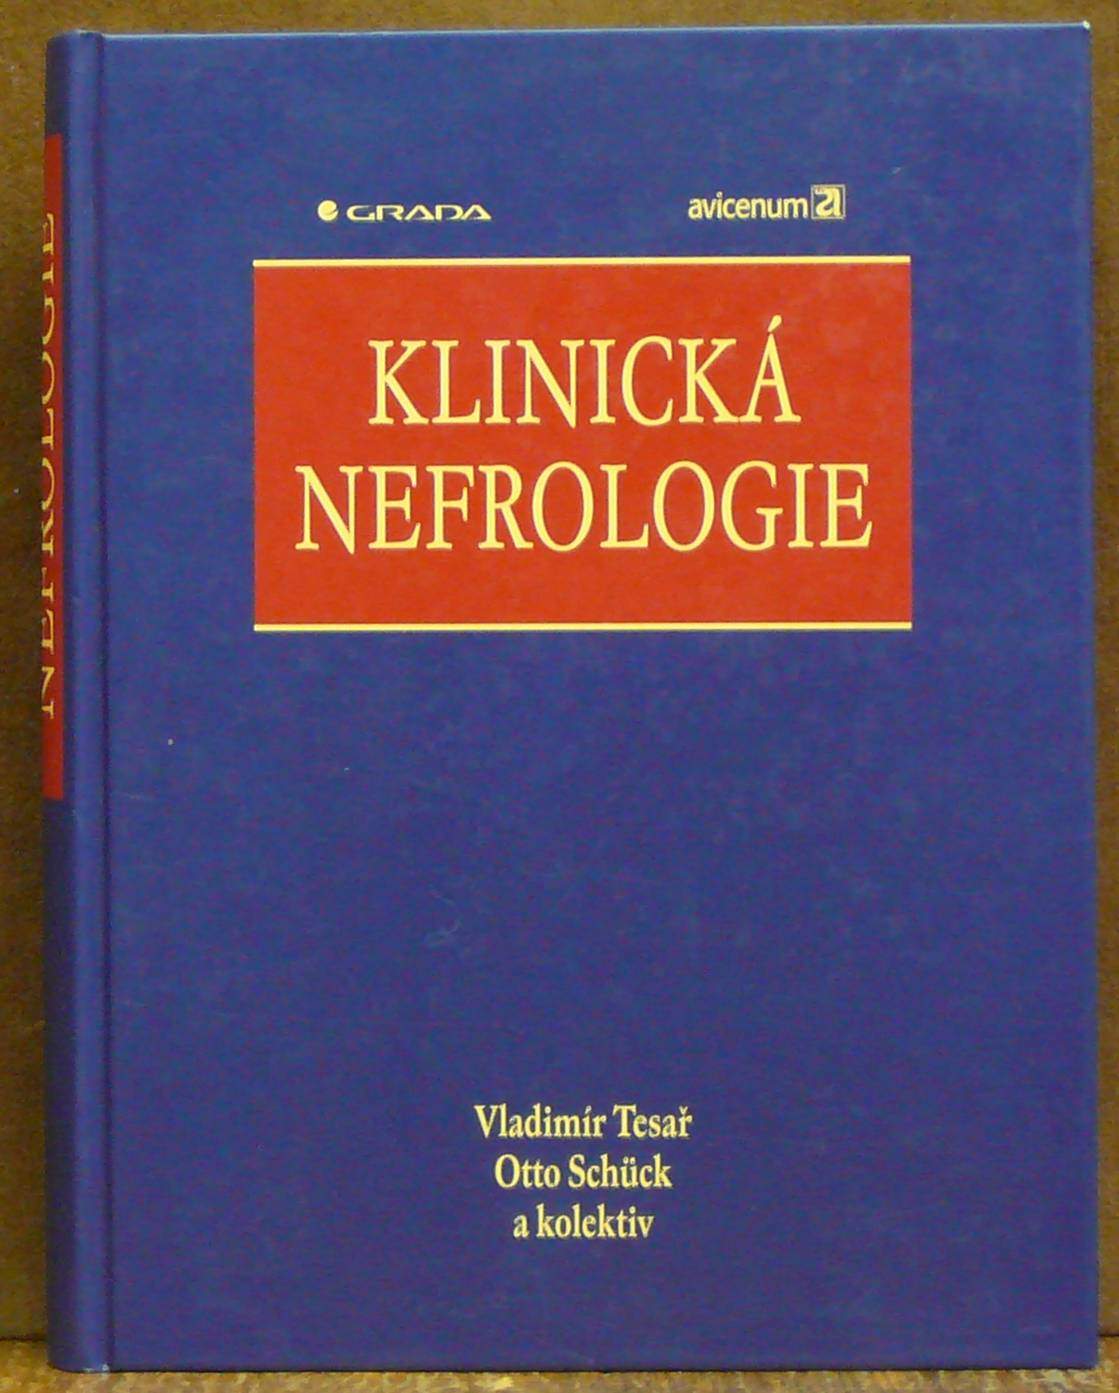 GRADA
avicenum
KLINICKÁ
NEFROLOGIE
Vladimír Tesař
Otto Schück
a kolektiv
NEFROLOGIE